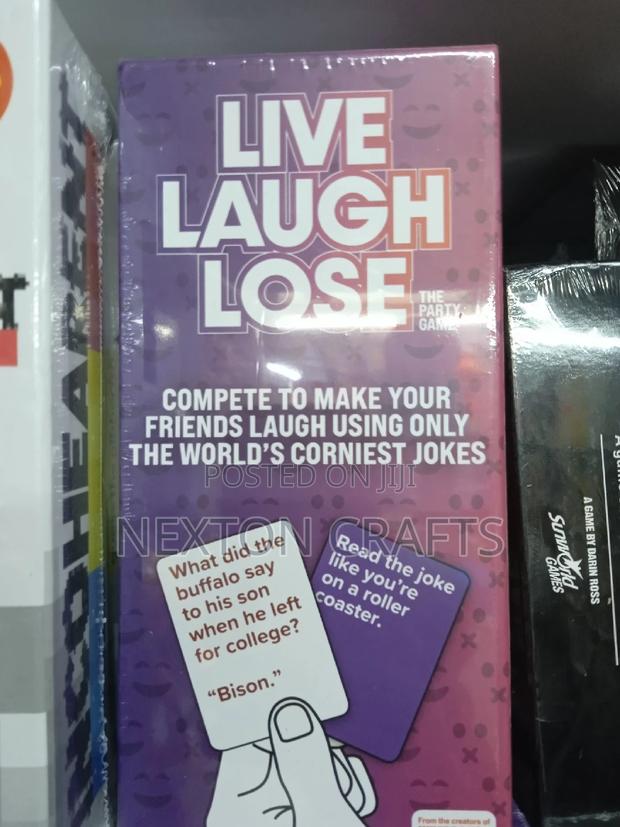 LIVE
LAUGH
LOSE
THE
PARTY
GAME
COMPETE TO MAKE YOUR
FRIENDS LAUGH USING ONLY
THE WORLD'S CORNIEST JOKES
POSTED ON Jiji
NEXTON CRAFTS
What did the
buffalo say
to his son
when he left
for college?
"Bison."
Read the joke
like you're
on a roller
coaster.
From the creators of
INCOHEARENT
A GAME BY DARIN ROSS
SUNWORLD
GAMES